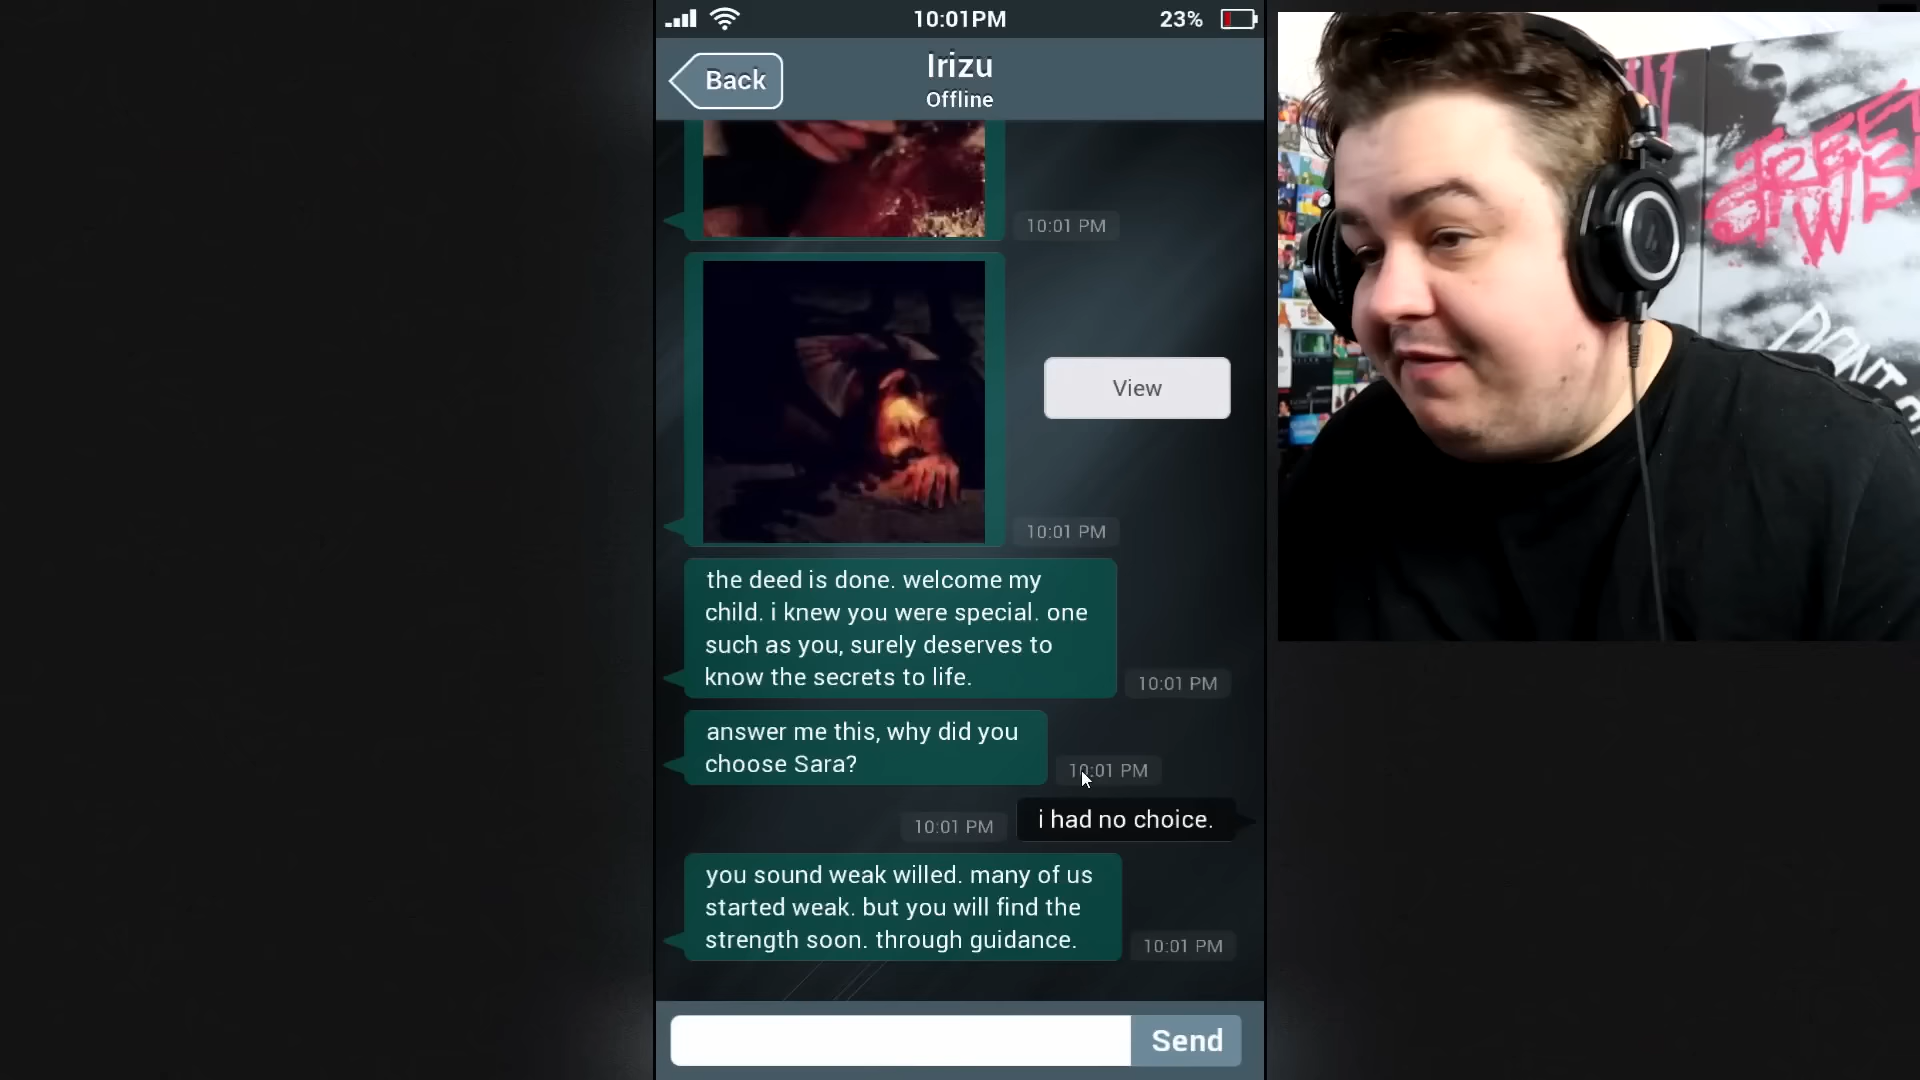 10:01PM
23%
Back
Irizu
Offline
10:01 PM
View
10:01 PM
the deed is done. welcome my
child. i knew you were special. one
such as you, surely deserves to
know the secrets to life.
10:01 PM
answer me this, why did you
choose Sara?
10:01 PM
i had no choice.
10:01 PM
you sound weak willed. many of us
started weak. but you will find the
strength soon. through guidance.
10:01 PM
Send
STREET
DON'T